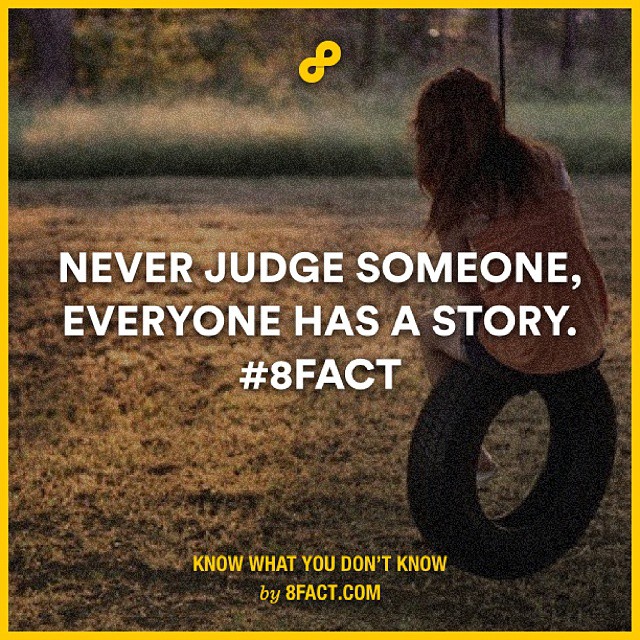 NEVER JUDGE SOMEONE,
EVERYONE HAS A STORY.
#8FACT
KNOW WHAT YOU DON'T KNOW
by 8FACT.COM